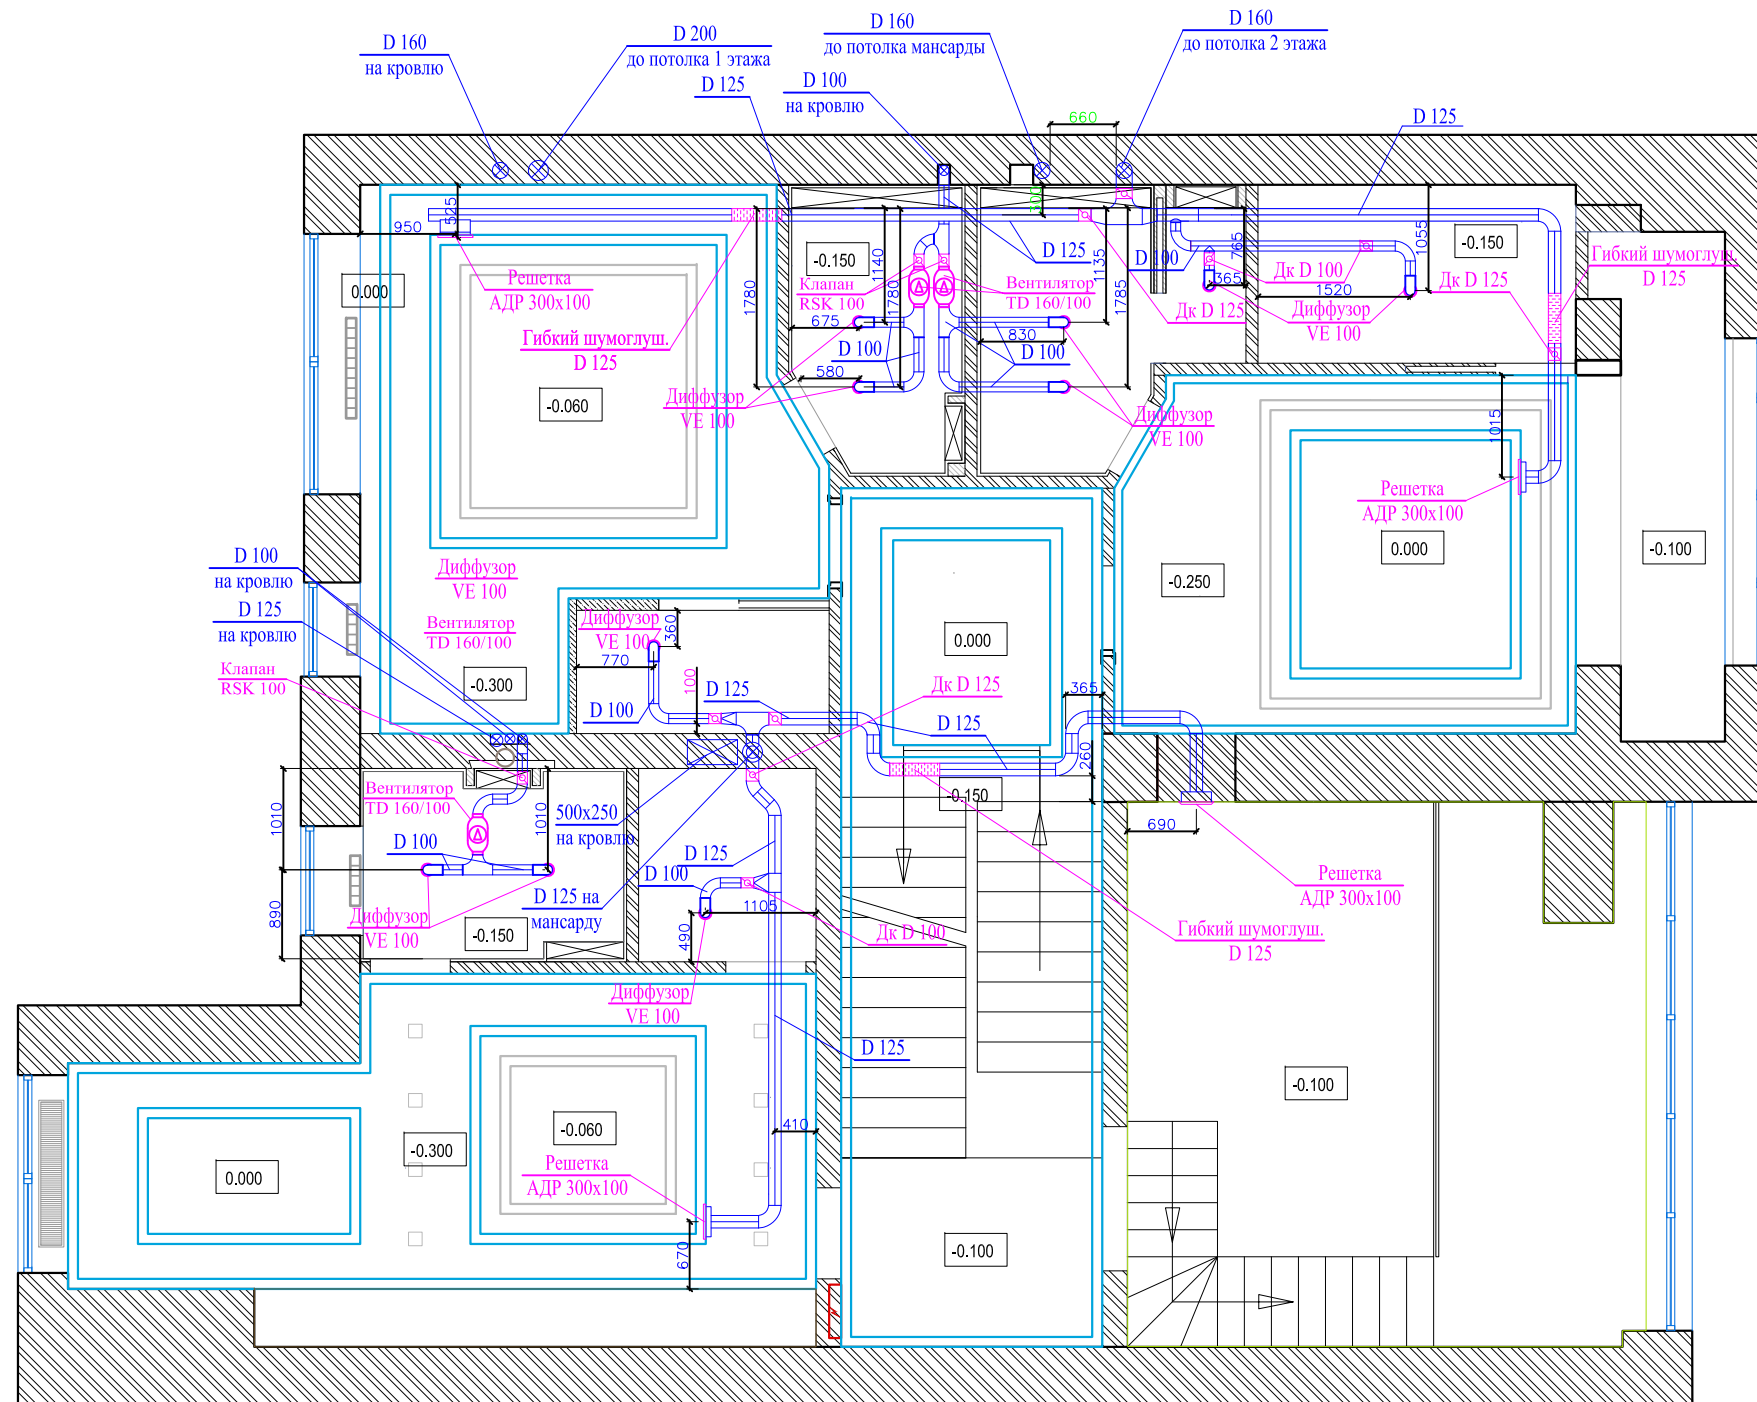 D 160
на кровлю
D 200
до потолка 1 этажа
D 125
D 160
до потолка мансарды
D 100
на кровлю
D 160
до потолка 2 этажа
660
D 125
525
950
300
0.000
Решетка
АДР 300х100
Гибкий шумоглуш.
D 125
1780
-0.150
1140
1780
Клапан
RSK 100
675
D 100
580
Диффузор
VE 100
D 125
Вентилятор
TD 160/100
830
D 100
1135
1785
D 100
Дк D 125
Диффузор
VE 100
765
365
Дк D 100
1520
Диффузор
VE 100
1055
-0.150
Дк D 125
Гибкий шумоглуш.
D 125
-0.060
1015
Решетка
АДР 300х100
0.000
-0.100
-0.250
D 100
на кровлю
D 125
на кровлю
Клапан
RSK 100
Диффузор
VE 100
Вентилятор
TD 160/100
-0.300
Диффузор
VE 100
360
770
100
D 100
D 125
0.000
Дк D 125
D 125
365
260
-0.150
1010
Вентилятор
TD 160/100
1010
D 100
890
Диффузор
VE 100
-0.150
500х250
на кровлю
D 125 на
мансарду
D 125
D 100
1105
490
Дк D 100
Диффузор
VE 100
D 125
690
Решетка
АДР 300х100
Гибкий шумоглуш.
D 125
-0.100
-0.300
-0.060
0.000
410
Решетка
АДР 300х100
670
-0.100